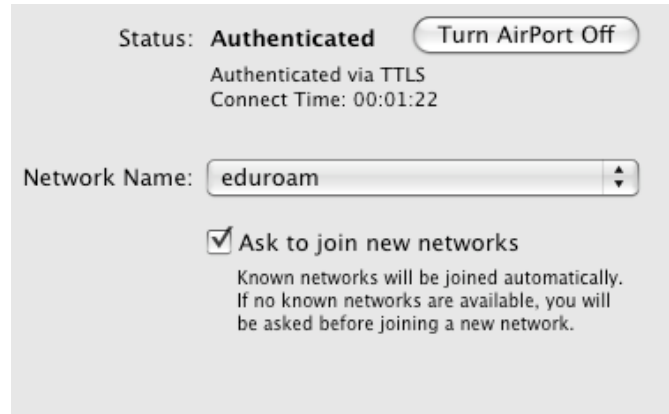 Status: Authenticated Turn AirPort Off
Authenticated via TTLS
Connect Time: 00:01:22
Network Name: eduroam
Ask to join new networks
Known networks will be joined automatically.
If no known networks are available, you will
be asked before joining a new network.